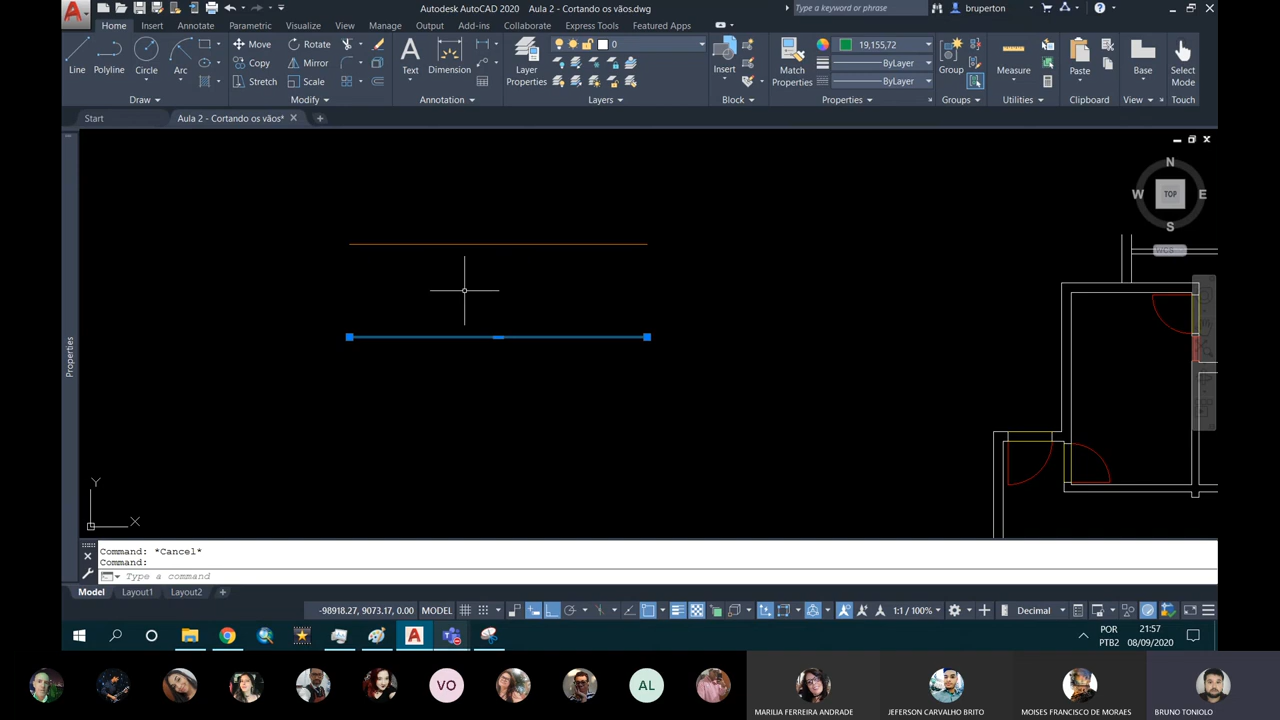 Autodesk AutoCAD 2020 Aula 2 - Cortando os vãos.dwg
Type a keyword or phrase
bruperton
Home Insert Annotate Parametric Visualize View Manage Output Add-ins Collaborate Express Tools Featured Apps
Line Polyline Circle Arc
Move Rotate
Copy Mirror
Stretch Scale
Text Dimension
Layer Properties
0
Insert
Match Properties
19,155,72
ByLayer
ByLayer
Group
Measure
Paste
Base
Select Mode
Draw Modify Annotation Layers Block Properties Groups Utilities Clipboard View Touch
Start Aula 2 - Cortando os vãos*
N
W TOP E
S
WCS
Properties
Y
X
Command: *Cancel*
Command:
Type a command
Model Layout1 Layout2
-98918.27, 9073.17, 0.00 MODEL 1:1 / 100% Decimal
POR
PTB2
21:57
08/09/2020
VO
AL
MARILIA FERREIRA ANDRADE
JEFERSON CARVALHO BRITO
MOISES FRANCISCO DE MORAES
BRUNO TONIOLO